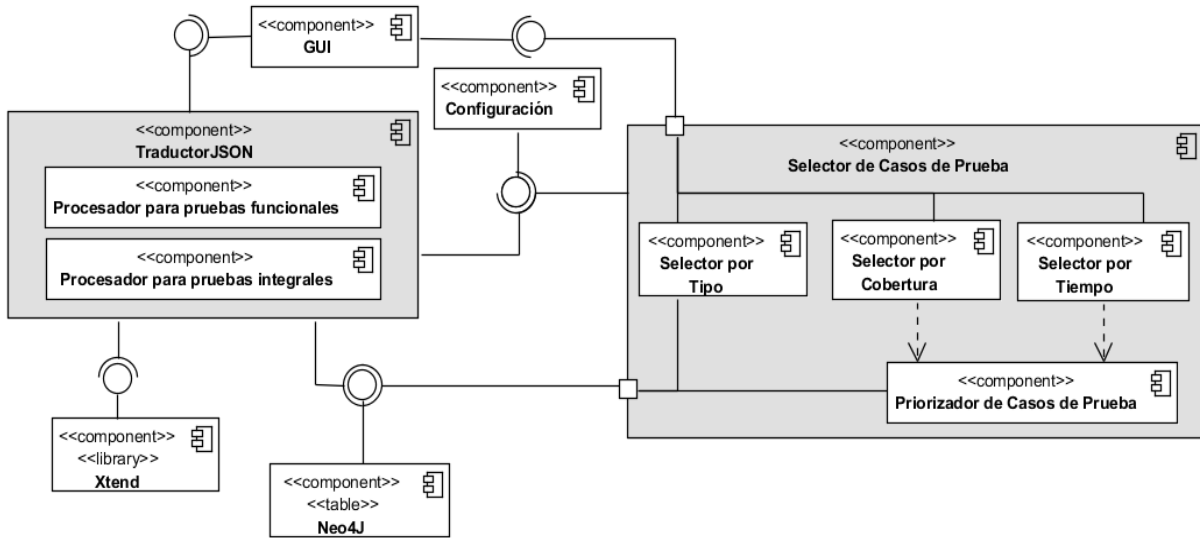 <<component>>
GUI
<<component>>
Configuración
<<component>>
TraductorJSON
<<component>>
Procesador para pruebas funcionales
<<component>>
Procesador para pruebas integrales
<<component>>
Selector de Casos de Prueba
<<component>>
Selector por
Tipo
<<component>>
Selector por
Cobertura
<<component>>
Selector por
Tiempo
<<component>>
Priorizador de Casos de Prueba
<<component>>
<<library>>
Xtend
<<component>>
<<table>>
Neo4J